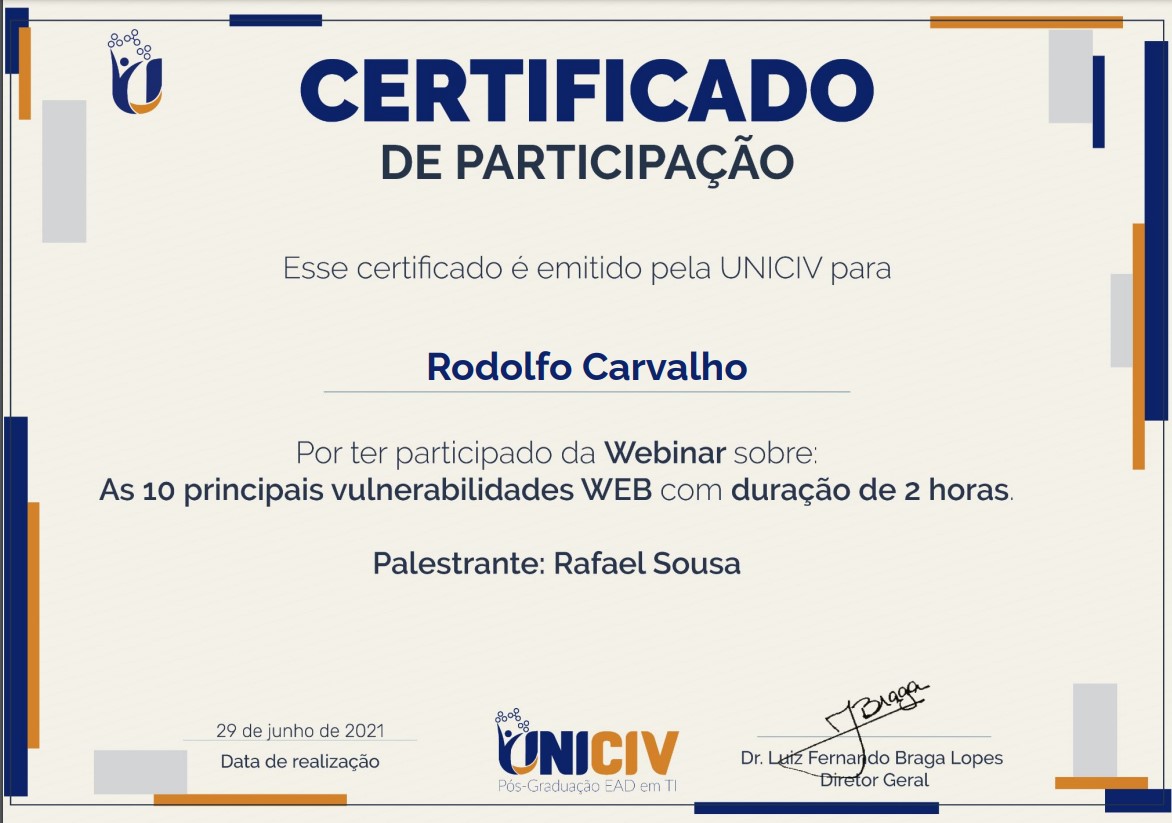 CERTIFICADO
DE PARTICIPAÇÃO
Esse certificado é emitido pela UNICIV para
Rodolfo Carvalho
Por ter participado da Webinar sobre:
As 10 principais vulnerabilidades WEB com duração de 2 horas.
Palestrante: Rafael Sousa
29 de junho de 2021
Data de realização
UNICIV
Pós-Graduação EAD em TI
Braga
Dr. Luiz Fernando Braga Lopes
Diretor Geral